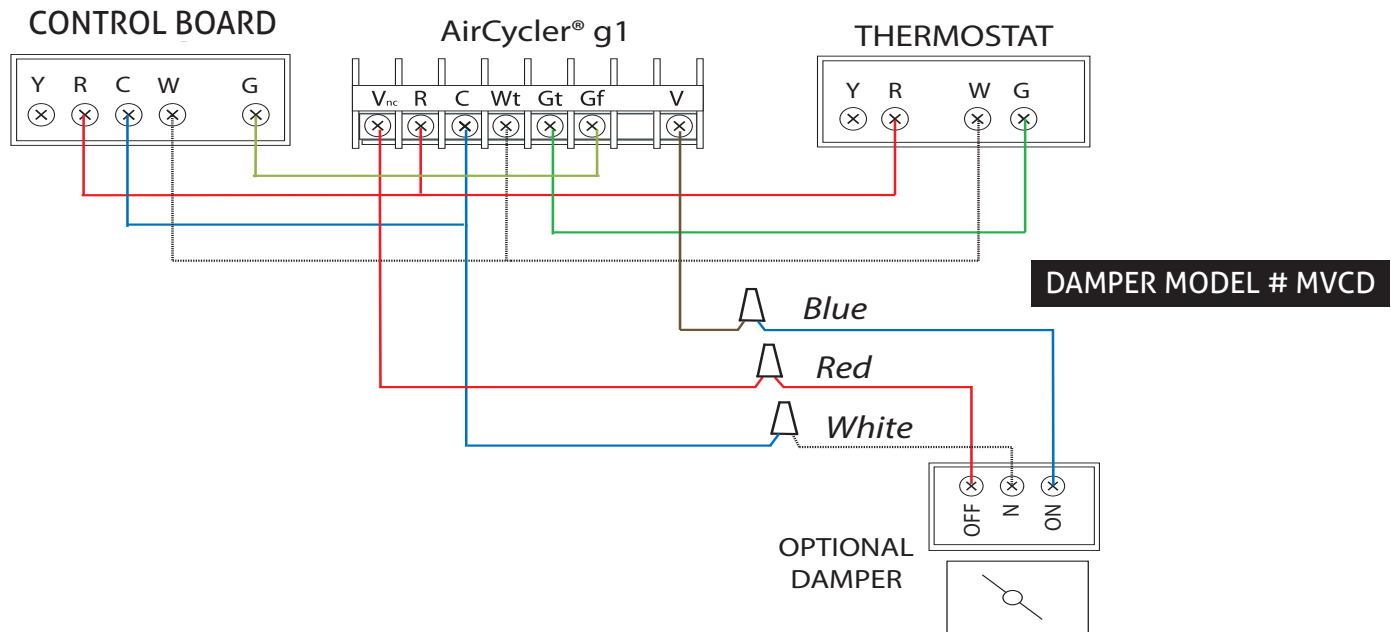 CONTROL BOARD
Y R C W G
AirCycler® g1
Vnc R C Wt Gt Gf V
THERMOSTAT
Y R W G
DAMPER MODEL # MVCD
Blue
Red
White
OFF N ON
OPTIONAL
DAMPER